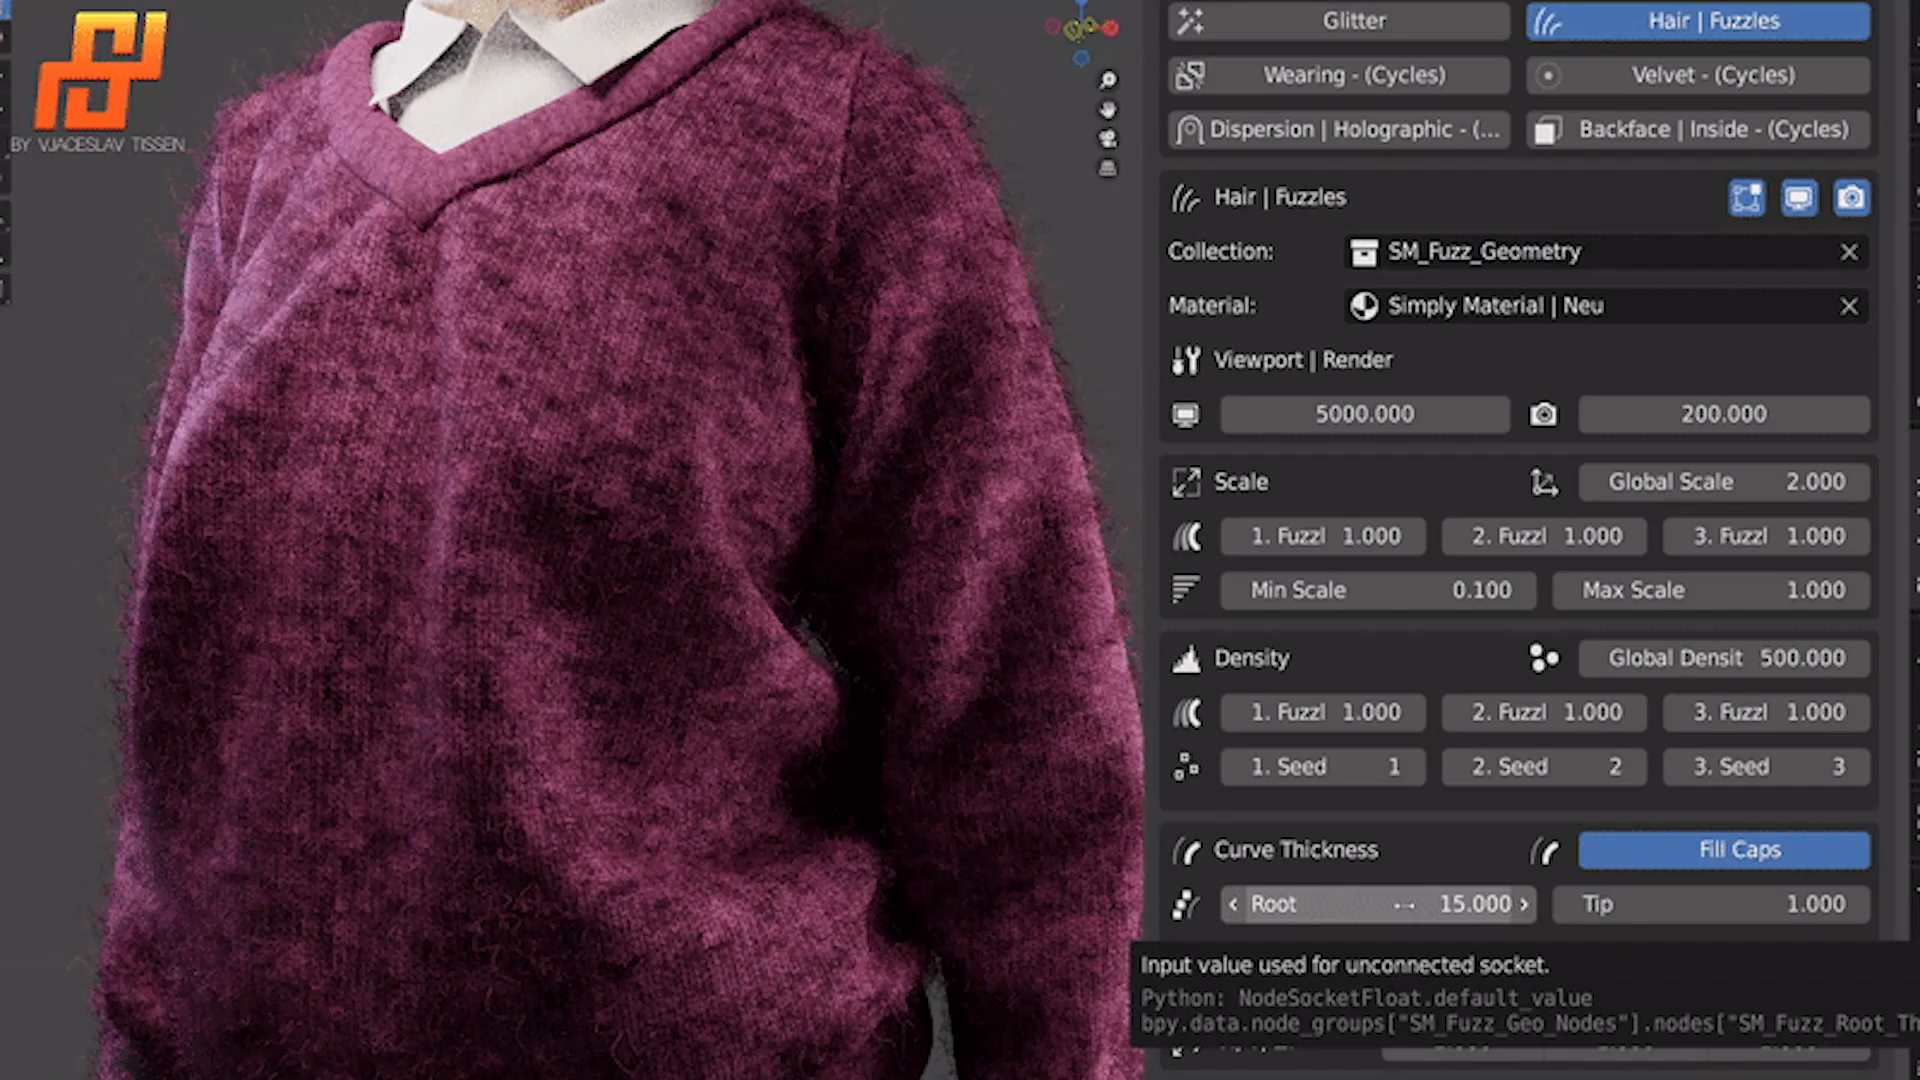 BY VJACESLAV TISSEN
Glitter
Hair | Fuzzles
Wearing - (Cycles)
Velvet - (Cycles)
Dispersion | Holographic - (...
Backface | Inside - (Cycles)
Hair | Fuzzles
Collection:
SM_Fuzz_Geometry
Material:
Simply Material | Neu
Viewport | Render
5000.000
200.000
Scale
Global Scale 2.000
1. Fuzzl 1.000
2. Fuzzl 1.000
3. Fuzzl 1.000
Min Scale 0.100
Max Scale 1.000
Density
Global Densit 500.000
1. Fuzzl 1.000
2. Fuzzl 1.000
3. Fuzzl 1.000
1. Seed 1
2. Seed 2
3. Seed 3
Curve Thickness
Fill Caps
Root 15.000
Tip 1.000
Input value used for unconnected socket.
Python: NodeSocketFloat.default_value
bpy.data.node_groups["SM_Fuzz_Geo_Nodes"].nodes["SM_Fuzz_Root_Th